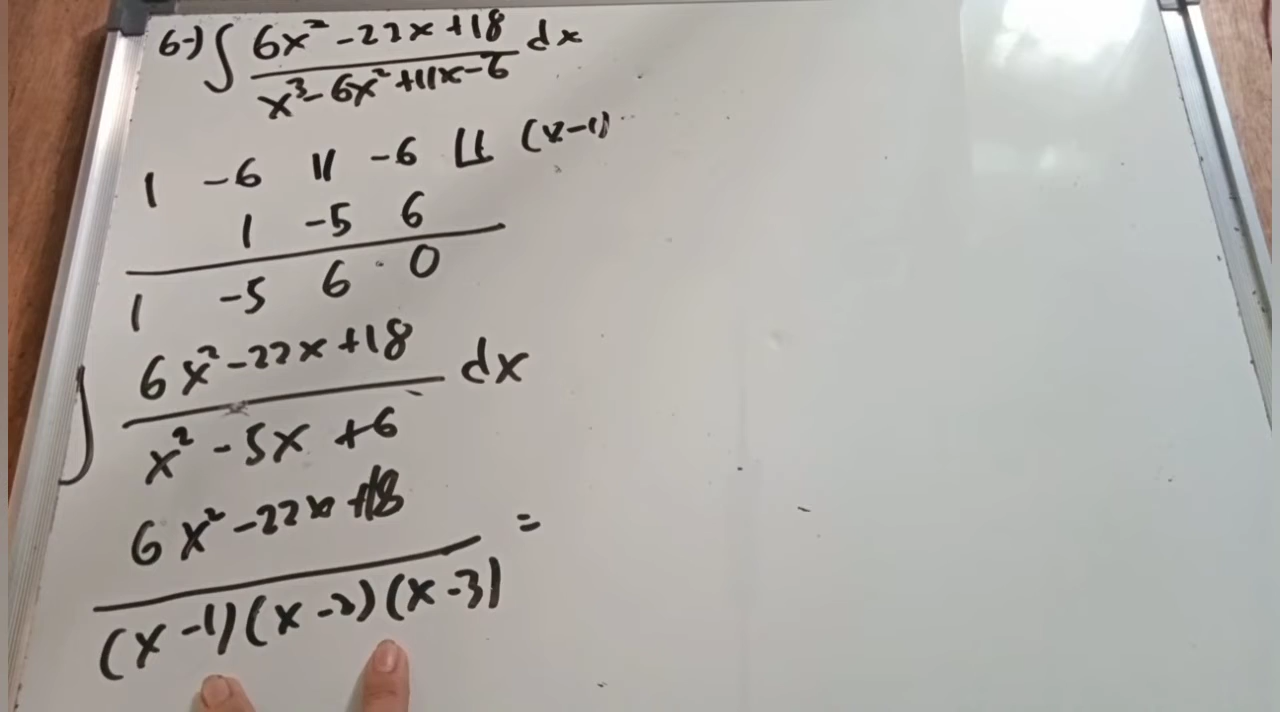 6-) ∫ 6x² -22x +18 dx
x³ - 6x² +11x - 6
1 -6 11 -6 1 (x-1)
1 -5 6
1 -5 6 0
∫ 6x² -22x +18 dx
x² - 5x +6
6x² -22x +18 =
(x -1) (x -2) (x -3)